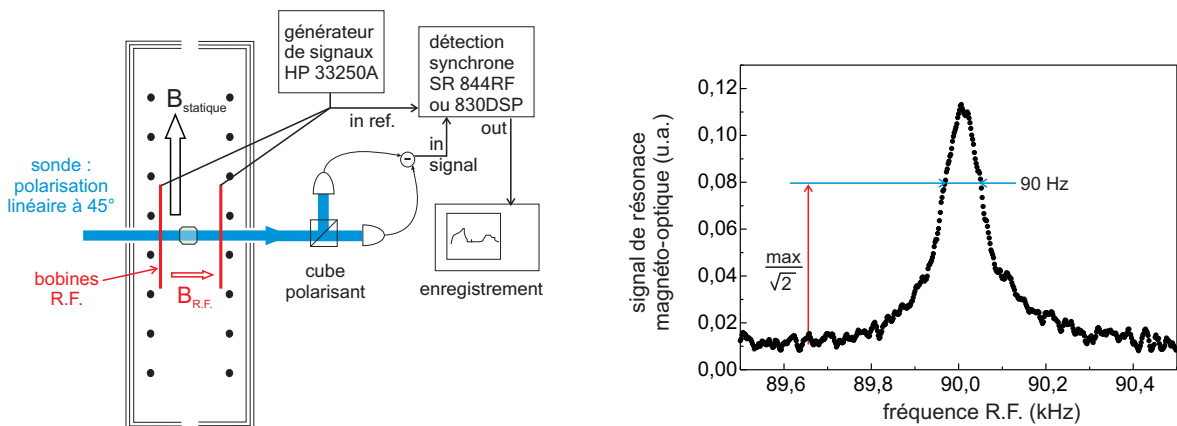 générateur
de signaux
HP 33250A
détection
synchrone
SR 844RF
ou 830DSP
in ref.
out
in
signal
B statique
sonde :
polarisation
linéaire à 45°
bobines
R.F.
B R.F.
cube
polarisant
enregistrement
signal de résonace
magnéto-optique (u.a.)
0,12
0,10
0,08
0,06
0,04
0,02
0,00
max
√2
90 Hz
89,6
89,8
90,0
90,2
90,4
fréquence R.F. (kHz)